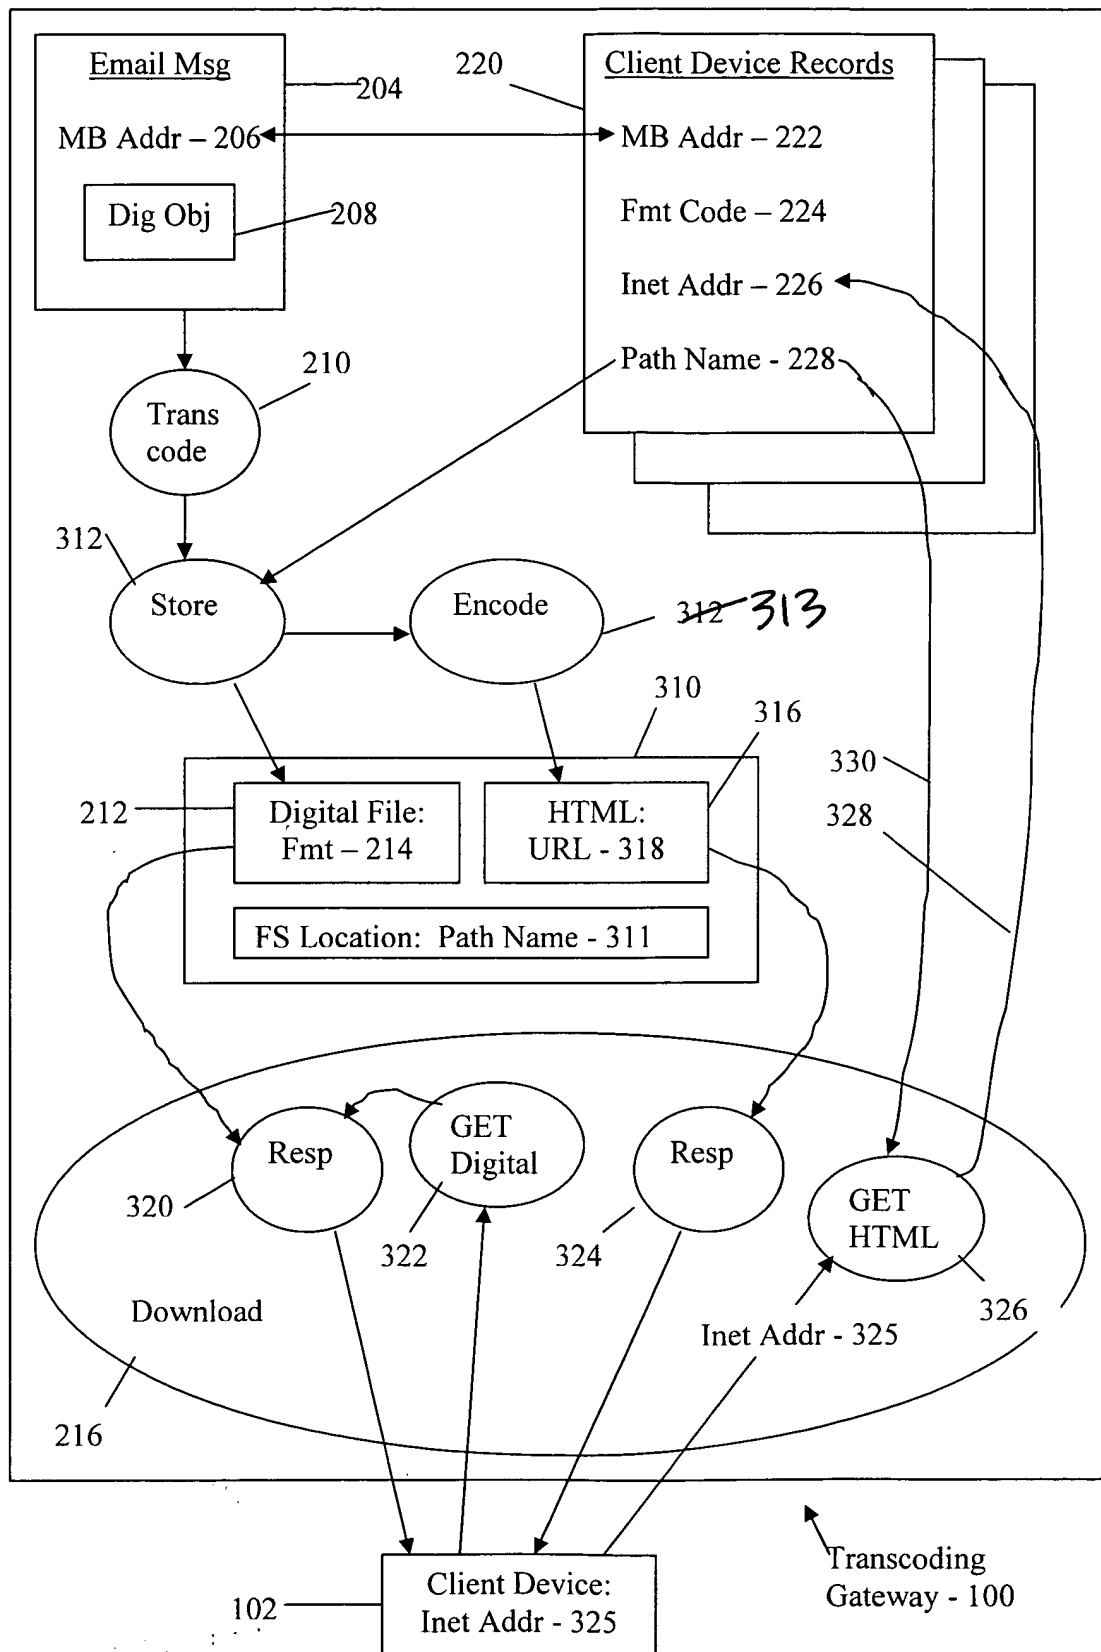 Email Msg
204
MB Addr – 206
Dig Obj
208
220
Client Device Records
MB Addr – 222
Fmt Code – 224
Inet Addr – 226
Path Name - 228
210
Trans
code
312
Store
Encode
312 313
310
316
212
Digital File:
Fmt – 214
HTML:
URL - 318
FS Location: Path Name - 311
330
328
Resp
320
GET
Digital
322
Resp
324
GET
HTML
326
Download
Inet Addr - 325
216
Client Device:
Inet Addr - 325
102
Transcoding
Gateway - 100